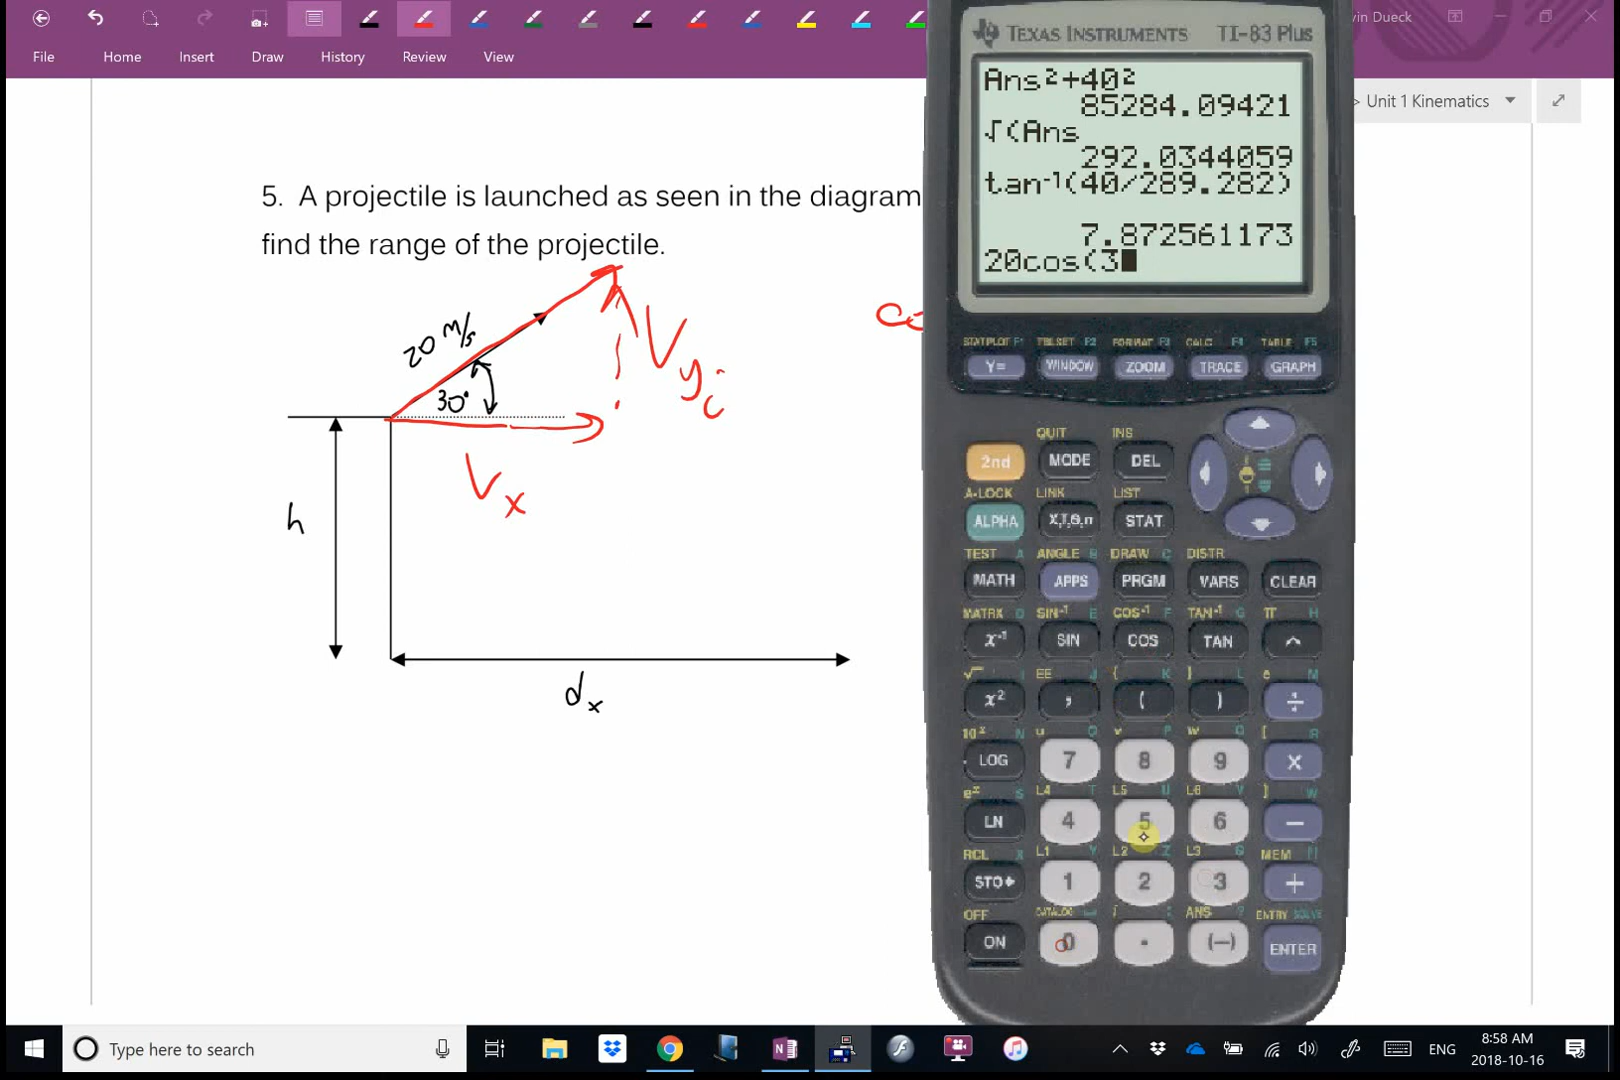 vin Dueck
File Home Insert Draw History Review View
> Unit 1 Kinematics
5. A projectile is launched as seen in the diagram
find the range of the projectile.
20 m/s
30°
Vyi
Vx
h
dx
co
TEXAS INSTRUMENTS TI-83 Plus
Ans²+40²
85284.09421
√(Ans
292.0344059
tan⁻¹(40/289.282)
7.872561173
20cos(3
STATPLOT F1 TBLSET F2 FORMAT F3 CALC F4 TABLE F5
Y= WINDOW ZOOM TRACE GRAPH
QUIT INS
2nd MODE DEL
A-LOCK LINK LIST
ALPHA X,T,Θ,n STAT
TEST A ANGLE B DRAW C DISTR
MATH APPS PRGM VARS CLEAR
MATRX D SIN⁻¹ E COS⁻¹ F TAN⁻¹ G π H
x⁻¹ SIN COS TAN ^
√ I EE J { K } L e M
x² , ( ) ÷
10ˣ N u O v P w Q [ R
LOG 7 8 9 ×
eˣ S L4 T L5 U L6 V ] W
LN 4 5 6 −
RCL X L1 Y L2 Z L3 Θ MEM "
STO▸ 1 2 3 +
OFF CATALOG i : ANS ? ENTRY SOLVE
ON 0 . (−) ENTER
Type here to search
ENG
8:58 AM
2018-10-16